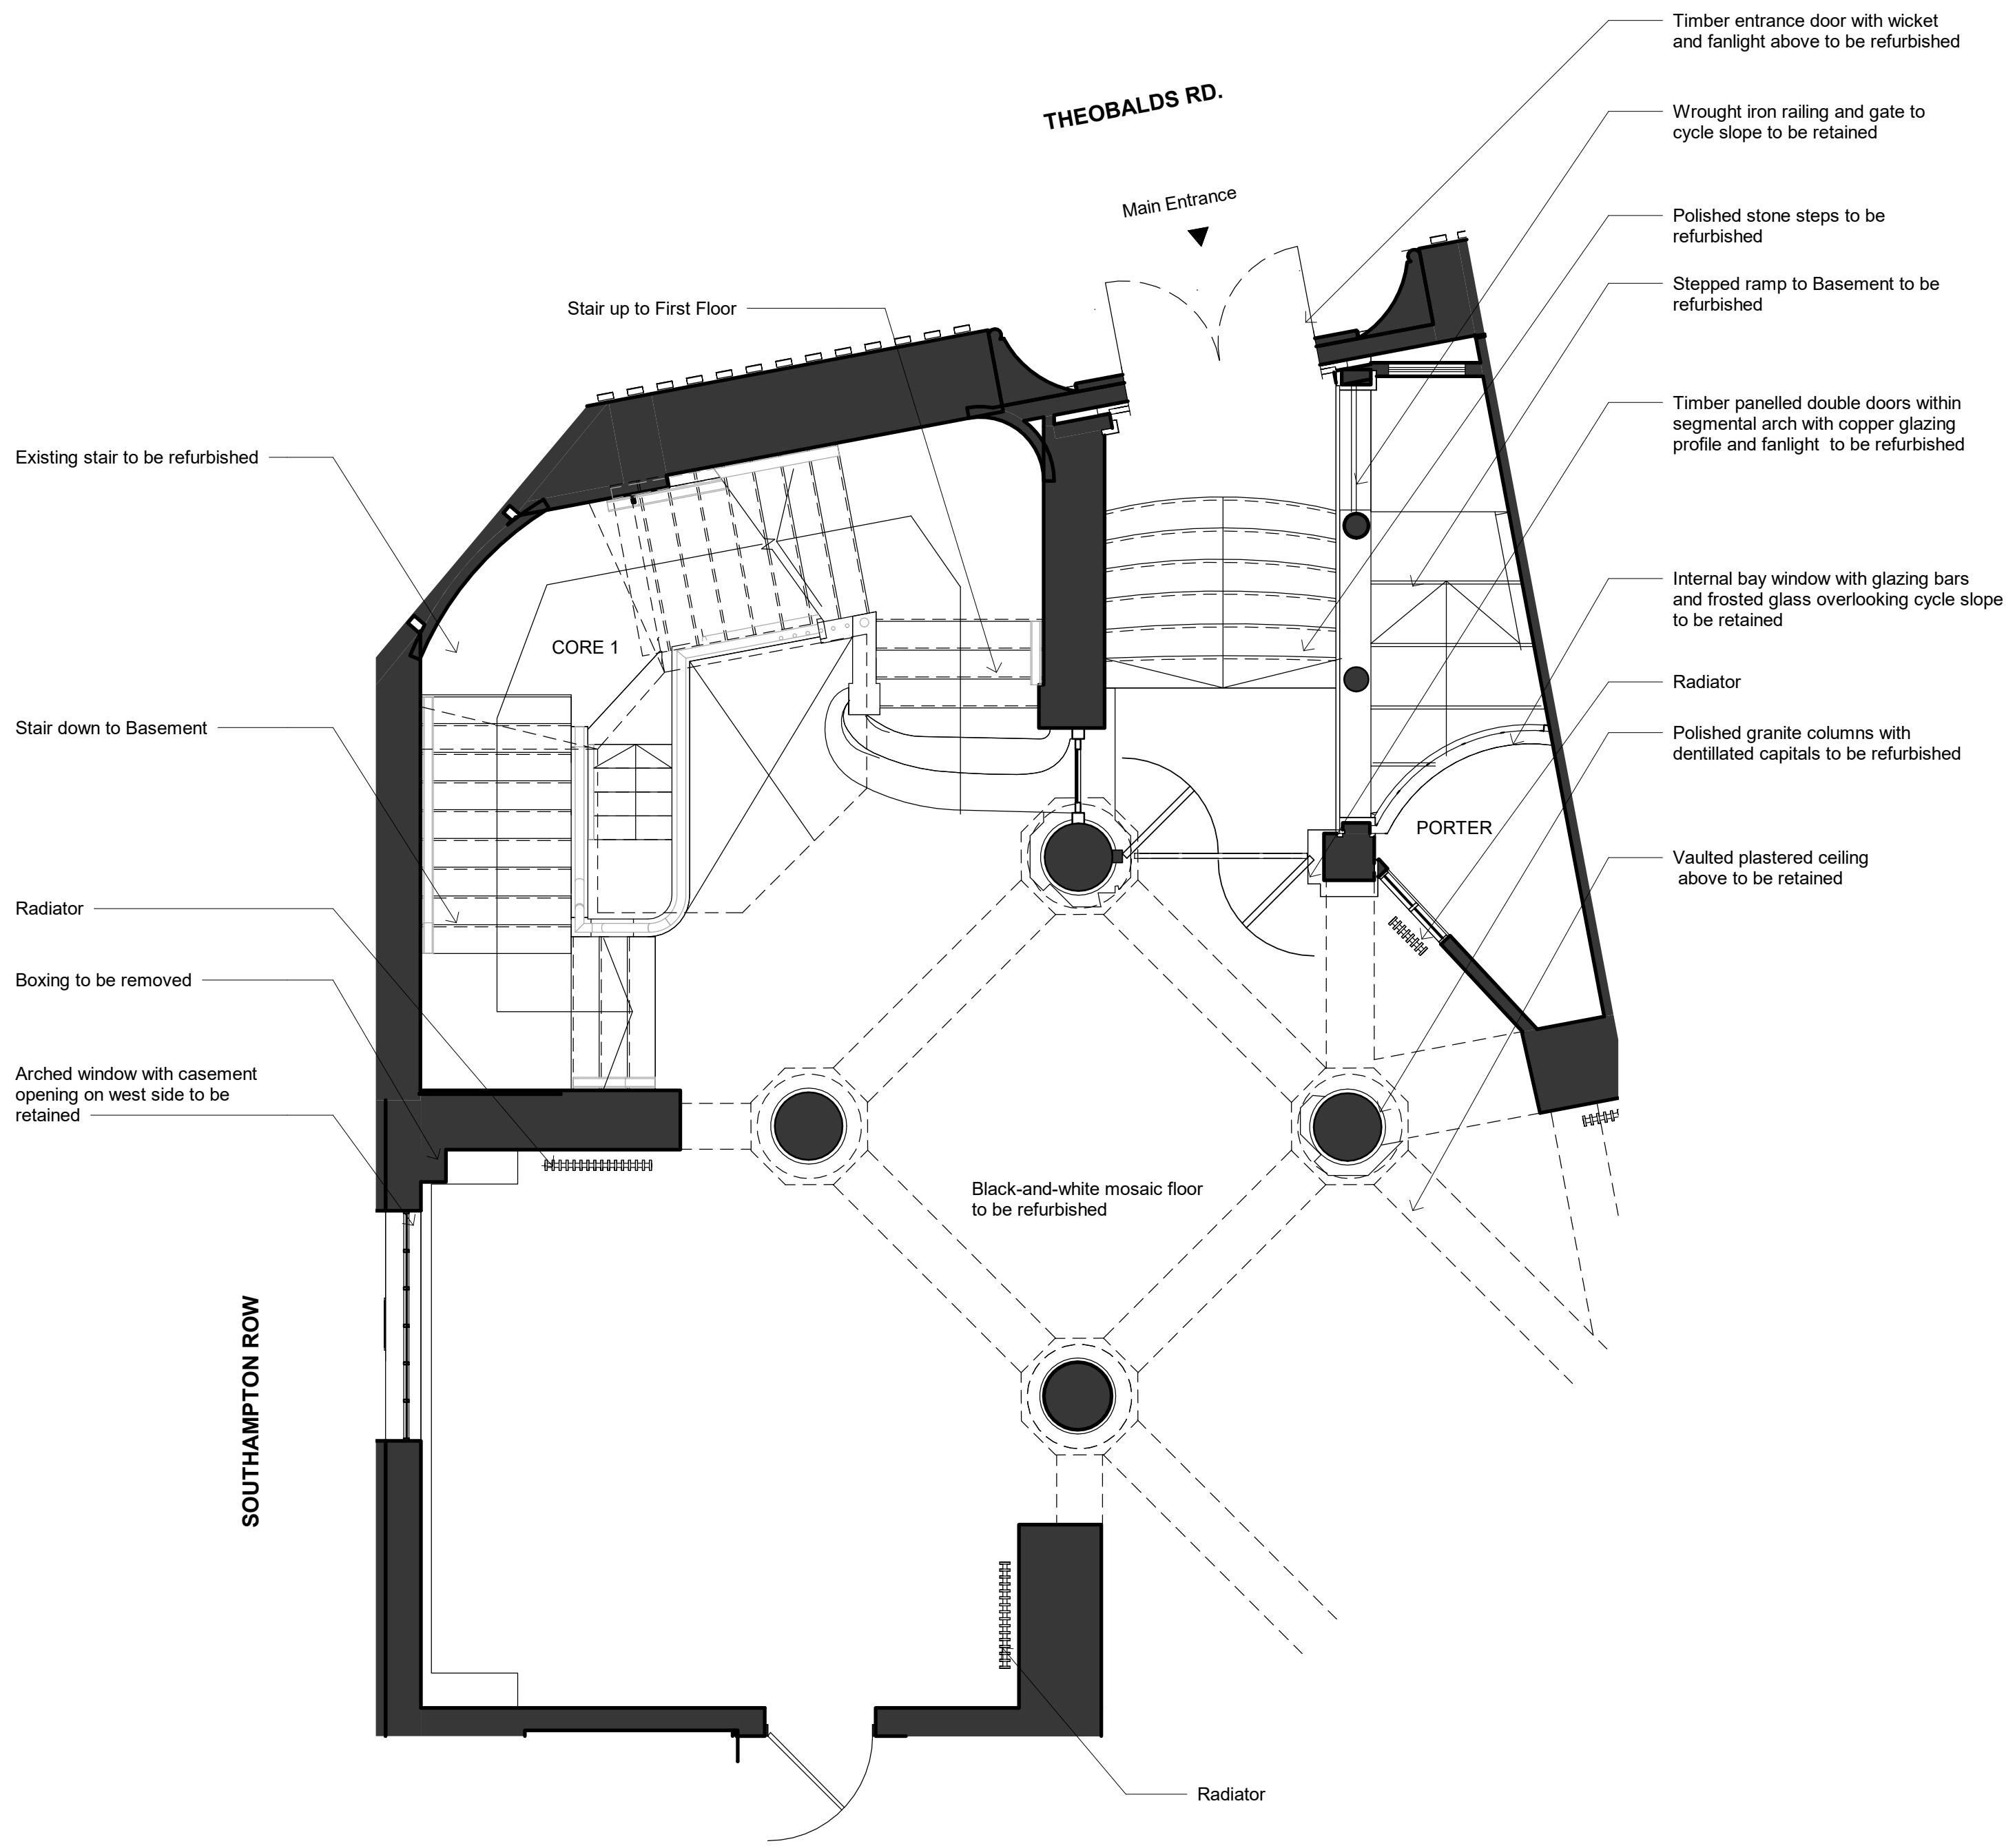 Timber entrance door with wicket
and fanlight above to be refurbished
THEOBALDS RD.
Wrought iron railing and gate to
cycle slope to be retained
Main Entrance
Polished stone steps to be
refurbished
Stair up to First Floor
Stepped ramp to Basement to be
refurbished
Timber panelled double doors within
segmental arch with copper glazing
profile and fanlight to be refurbished
Existing stair to be refurbished
Internal bay window with glazing bars
and frosted glass overlooking cycle slope
to be retained
CORE 1
Radiator
Stair down to Basement
Polished granite columns with
dentillated capitals to be refurbished
PORTER
Vaulted plastered ceiling
above to be retained
Radiator
Boxing to be removed
Arched window with casement
opening on west side to be
retained
Black-and-white mosaic floor
to be refurbished
SOUTHAMPTON ROW
Radiator